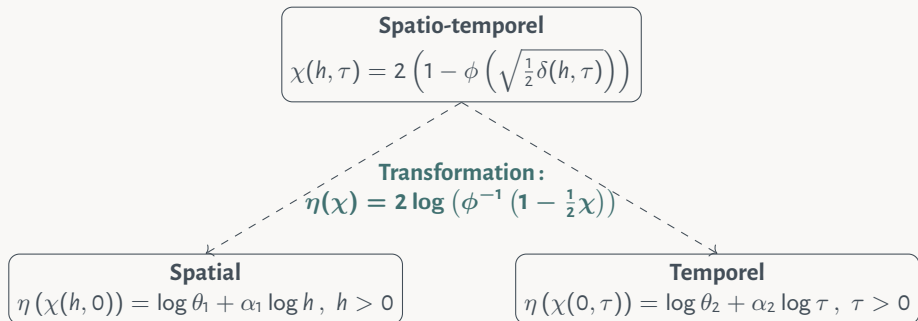 Spatio-temporel
χ(h, τ) = 2 (1 − ϕ (√(½δ(h, τ))))
Transformation :
η(χ) = 2 log (ϕ⁻¹ (1 − ½χ))
Spatial
η (χ(h, 0)) = log θ₁ + α₁ log h , h > 0
Temporel
η (χ(0, τ)) = log θ₂ + α₂ log τ , τ > 0